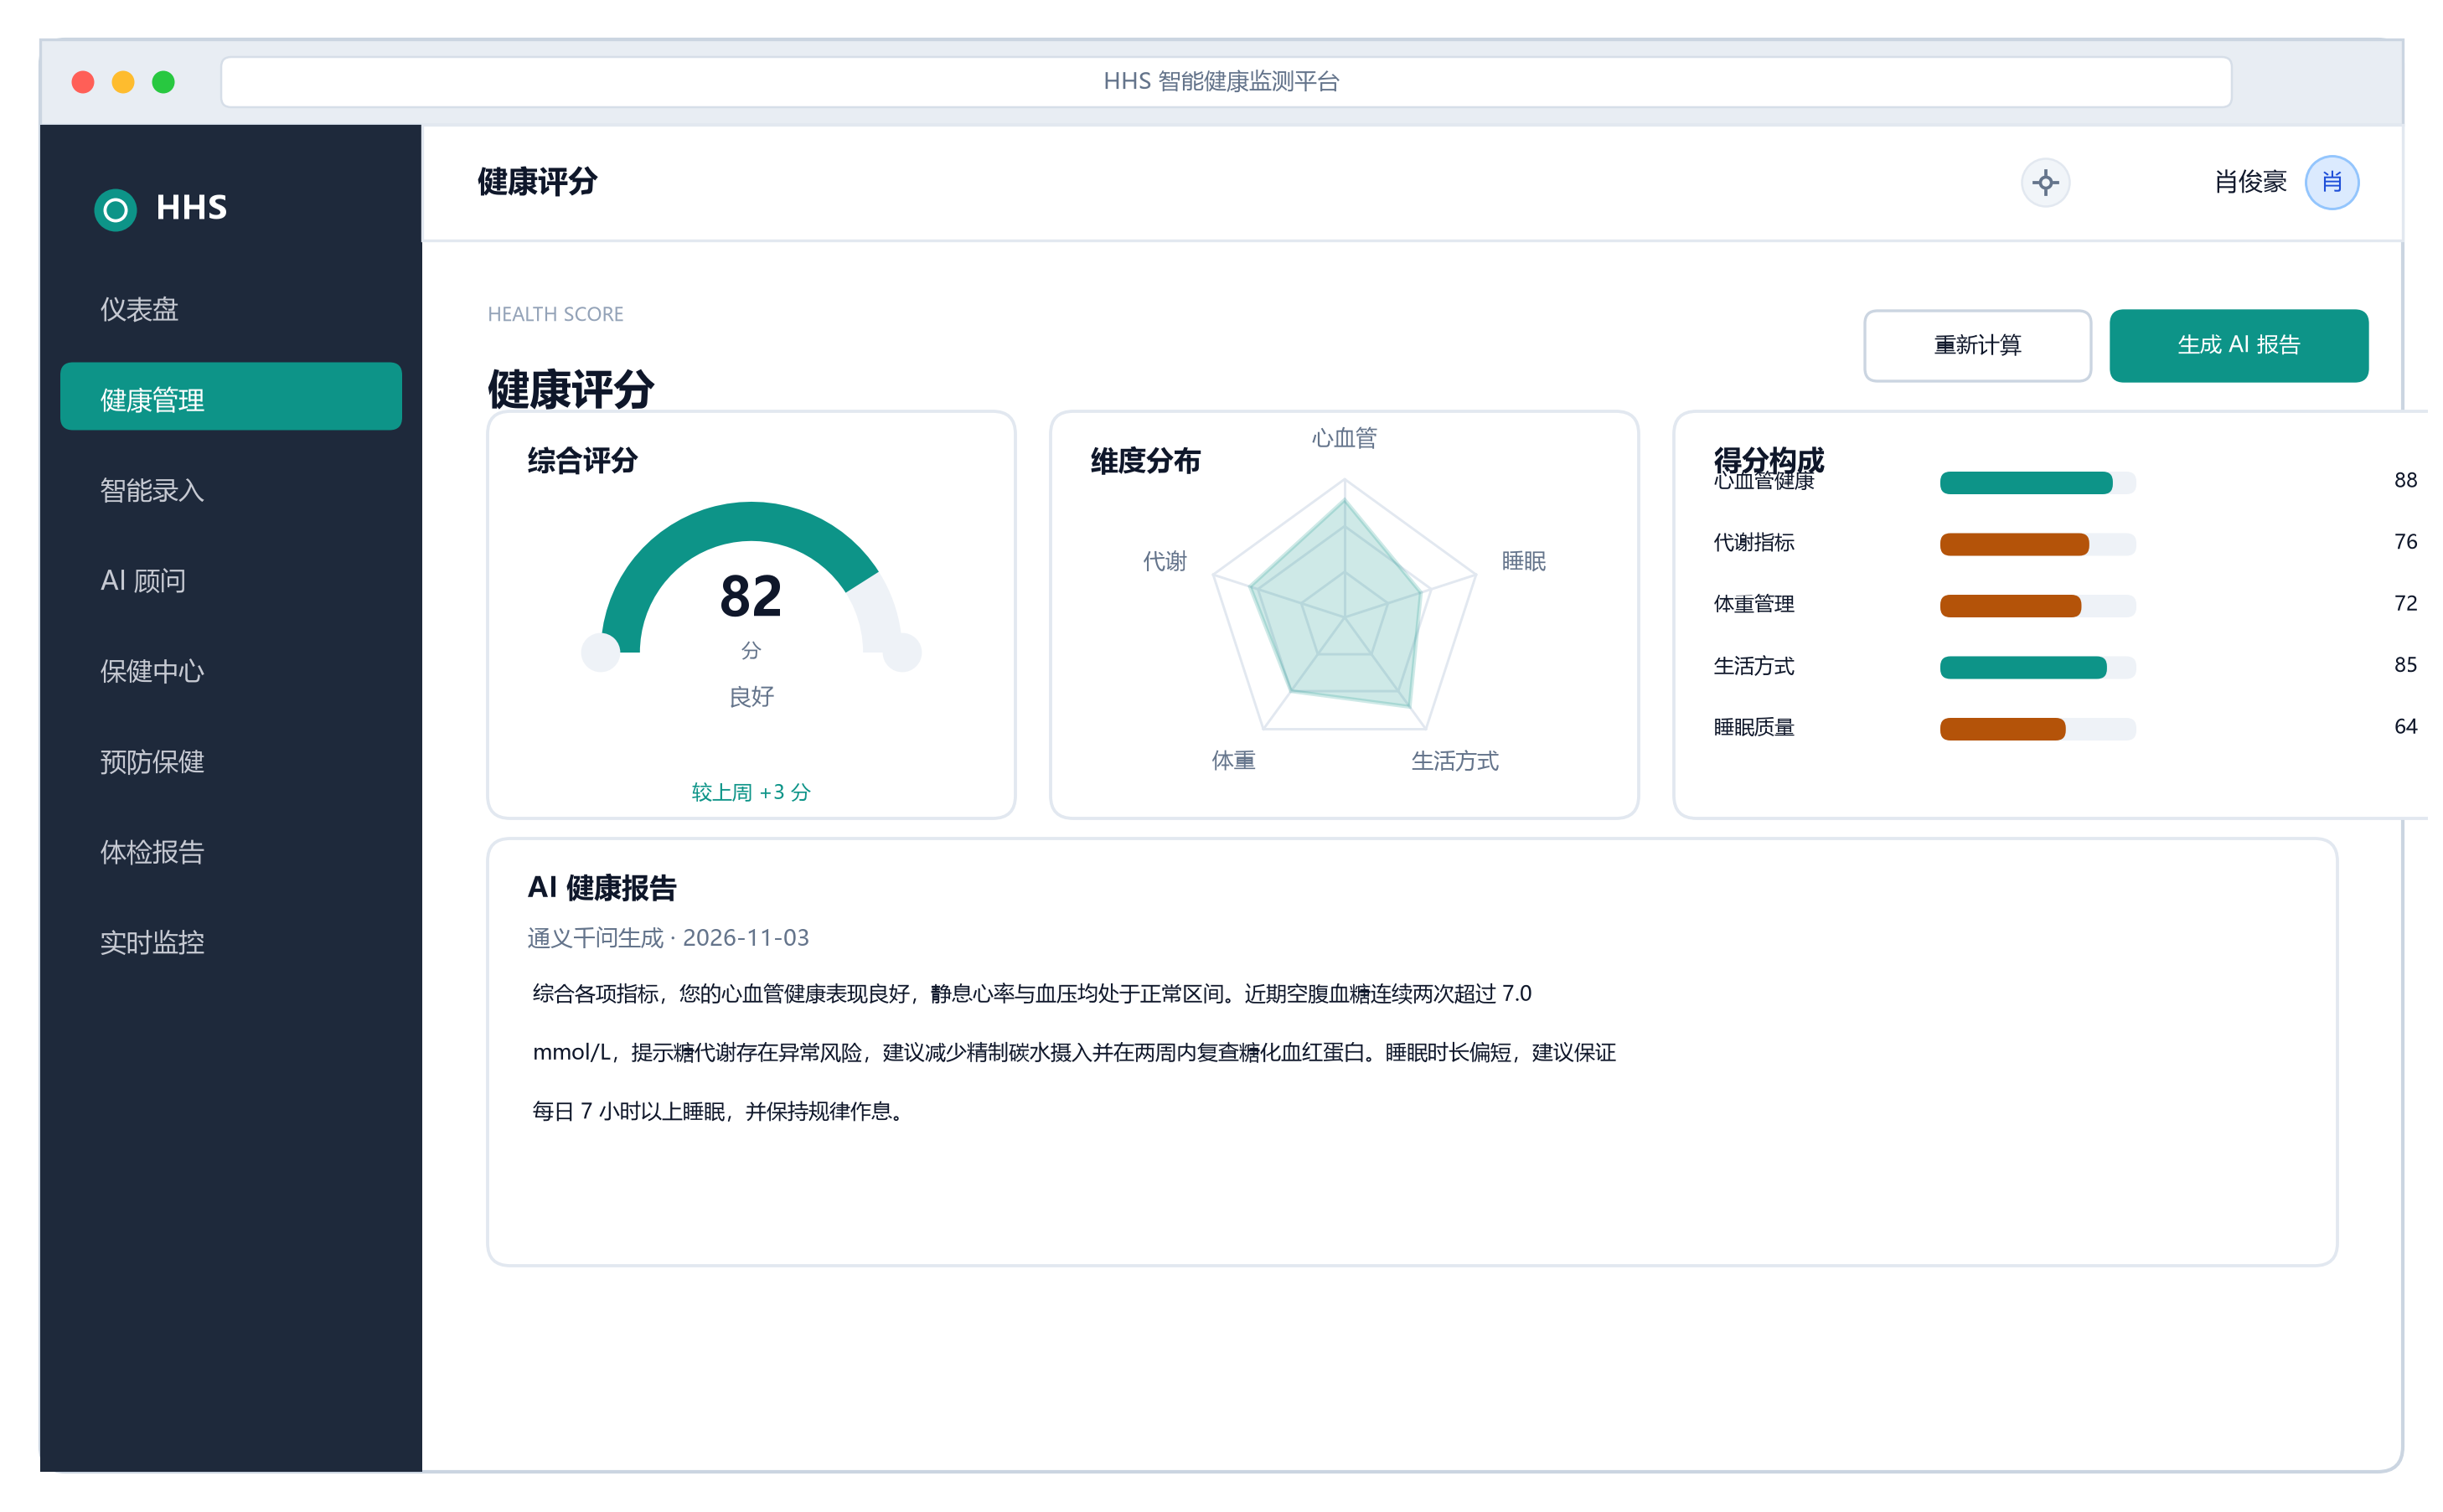 HHS 智能健康监测平台
HHS
仪表盘
健康管理
智能录入
AI 顾问
保健中心
预防保健
体检报告
实时监控
健康评分
肖俊豪
肖
HEALTH SCORE
健康评分
重新计算
生成 AI 报告
综合评分
82
分
良好
较上周 +3 分
维度分布
心血管
睡眠
生活方式
体重
代谢
得分构成
心血管健康 88
代谢指标 76
体重管理 72
生活方式 85
睡眠质量 64
AI 健康报告
通义千问生成 · 2026-11-03
综合各项指标，您的心血管健康表现良好，静息心率与血压均处于正常区间。近期空腹血糖连续两次超过 7.0
mmol/L，提示糖代谢存在异常风险，建议减少精制碳水摄入并在两周内复查糖化血红蛋白。睡眠时长偏短，建议保证
每日 7 小时以上睡眠，并保持规律作息。